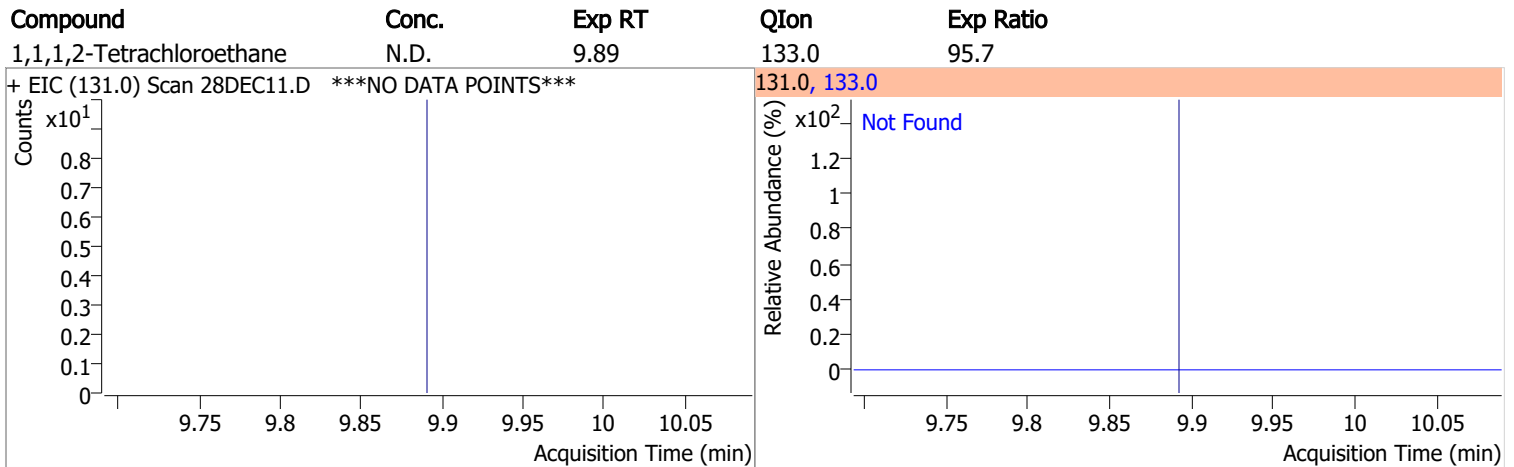 Compound Conc. Exp RT QIon Exp Ratio
1,1,1,2-Tetrachloroethane N.D. 9.89 133.0 95.7
+ EIC (131.0) Scan 28DEC11.D ***NO DATA POINTS***
Counts
x10¹
0.8
0.7
0.6
0.5
0.4
0.3
0.2
0.1
0
9.75 9.8 9.85 9.9 9.95 10 10.05
Acquisition Time (min)
131.0, 133.0
Relative Abundance (%)
x10²
Not Found
1.2
1
0.8
0.6
0.4
0.2
0
9.75 9.8 9.85 9.9 9.95 10 10.05
Acquisition Time (min)